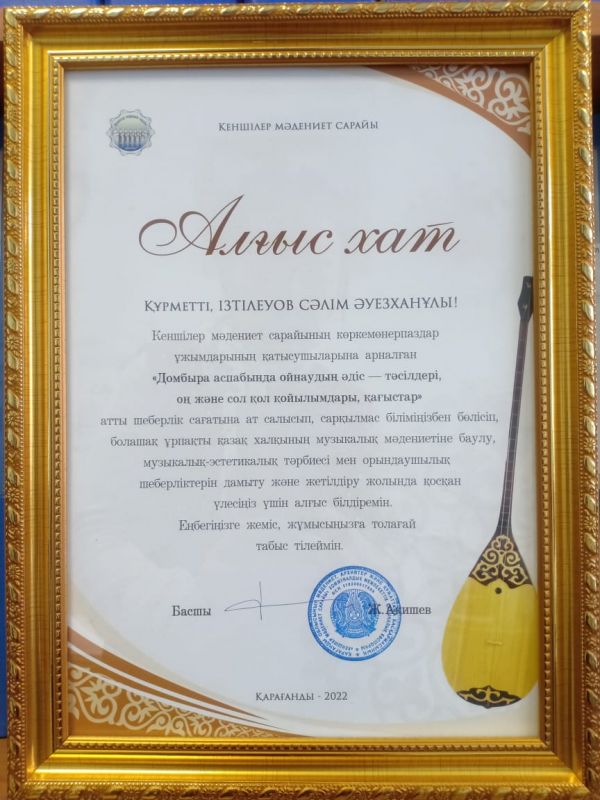 Кеншілер мәдениет сарайы
Алғыс хат
Құрметті, ІЗТІЛЕУОВ СӘЛІМ ӘУЕЗХАНҰЛЫ!
Кеншілер мәдениет сарайының көркемөнерпаздар
ұжымдарының қатысушыларына арналған
«Домбыра аспабында ойнаудың әдіс — тәсілдері,
оң және сол қол қойылымдары, қағыстар»
атты шеберлік сағатына ат салысып, сарқылмас біліміңізбен бөлісіп,
болашақ ұрпақты қазақ халқының музыкалық мәдениетіне баулу,
музыкалық-эстетикалық тәрбиесі мен орындаушылық
шеберліктерін дамыту және жетілдіру жолында қосқан
үлесіңіз үшін алғыс білдіремін.
Еңбегіңізге жеміс, жұмысыңызға толағай
табыс тілеймін.
Басшы Ж.Акишев
Қарағанды - 2022